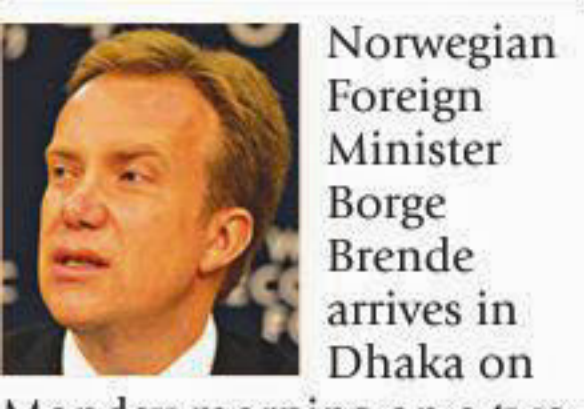 Norwegian
Foreign
Minister
Borge
Brende
arrives in
Dhaka on